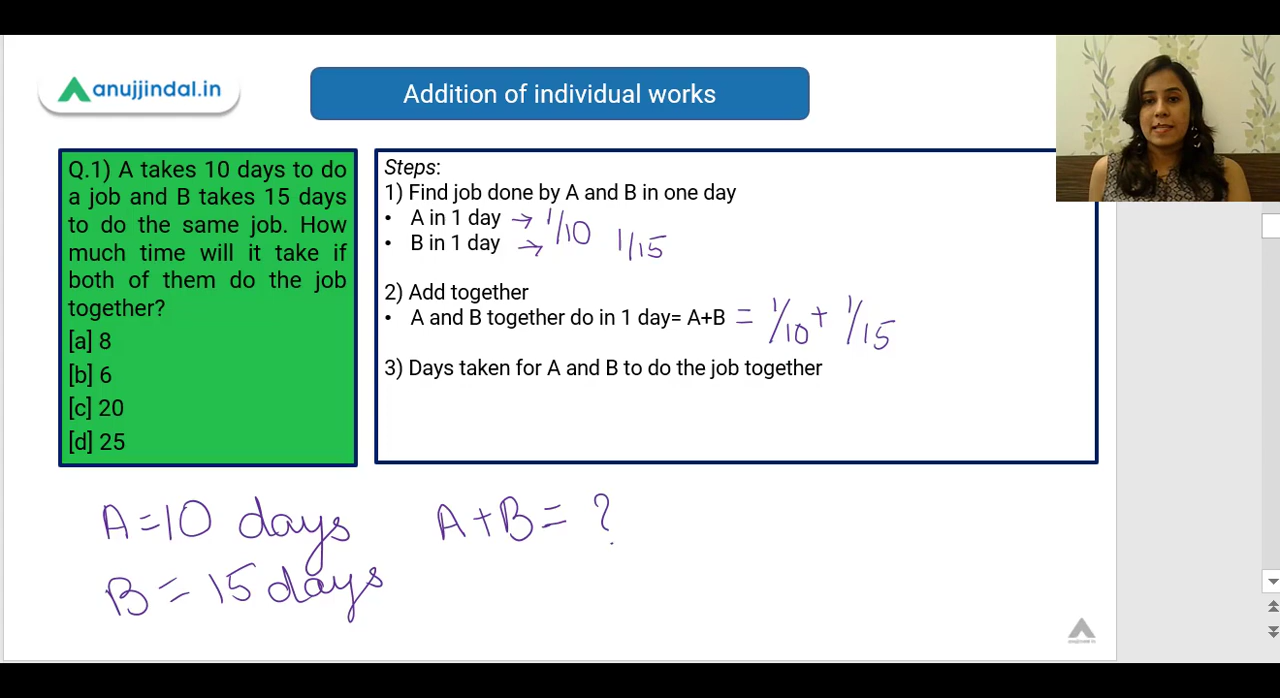 anujjindal.in
Addition of individual works
Q.1) A takes 10 days to do
a job and B takes 15 days
to do the same job. How
much time will it take if
both of them do the job
together?
[a] 8
[b] 6
[c] 20
[d] 25
Steps:
1) Find job done by A and B in one day
• A in 1 day → 1/10
• B in 1 day → 1/15
2) Add together
• A and B together do in 1 day= A+B = 1/10 + 1/15
3) Days taken for A and B to do the job together
A=10 days
B=15 days
A+B=?
anujjindal.in